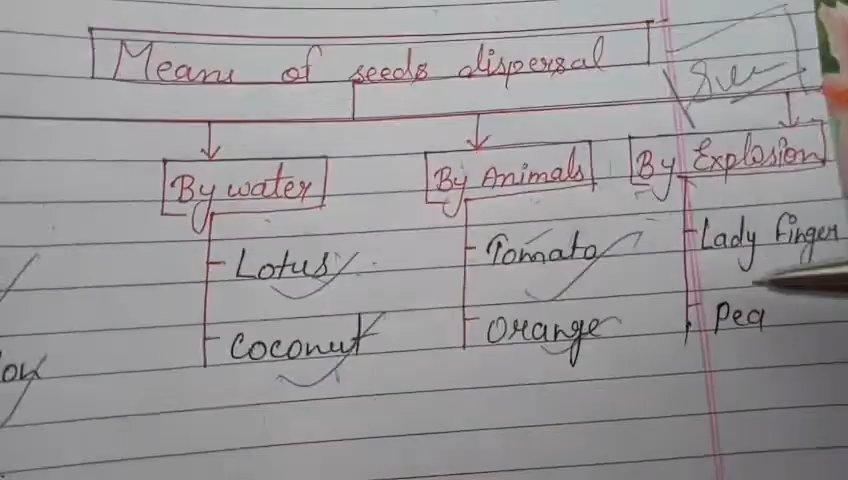 Means of seeds dispersal
By water
By Animals
By Explosion
Lotus
Tomato
Lady finger
Coconut
Orange
Pea